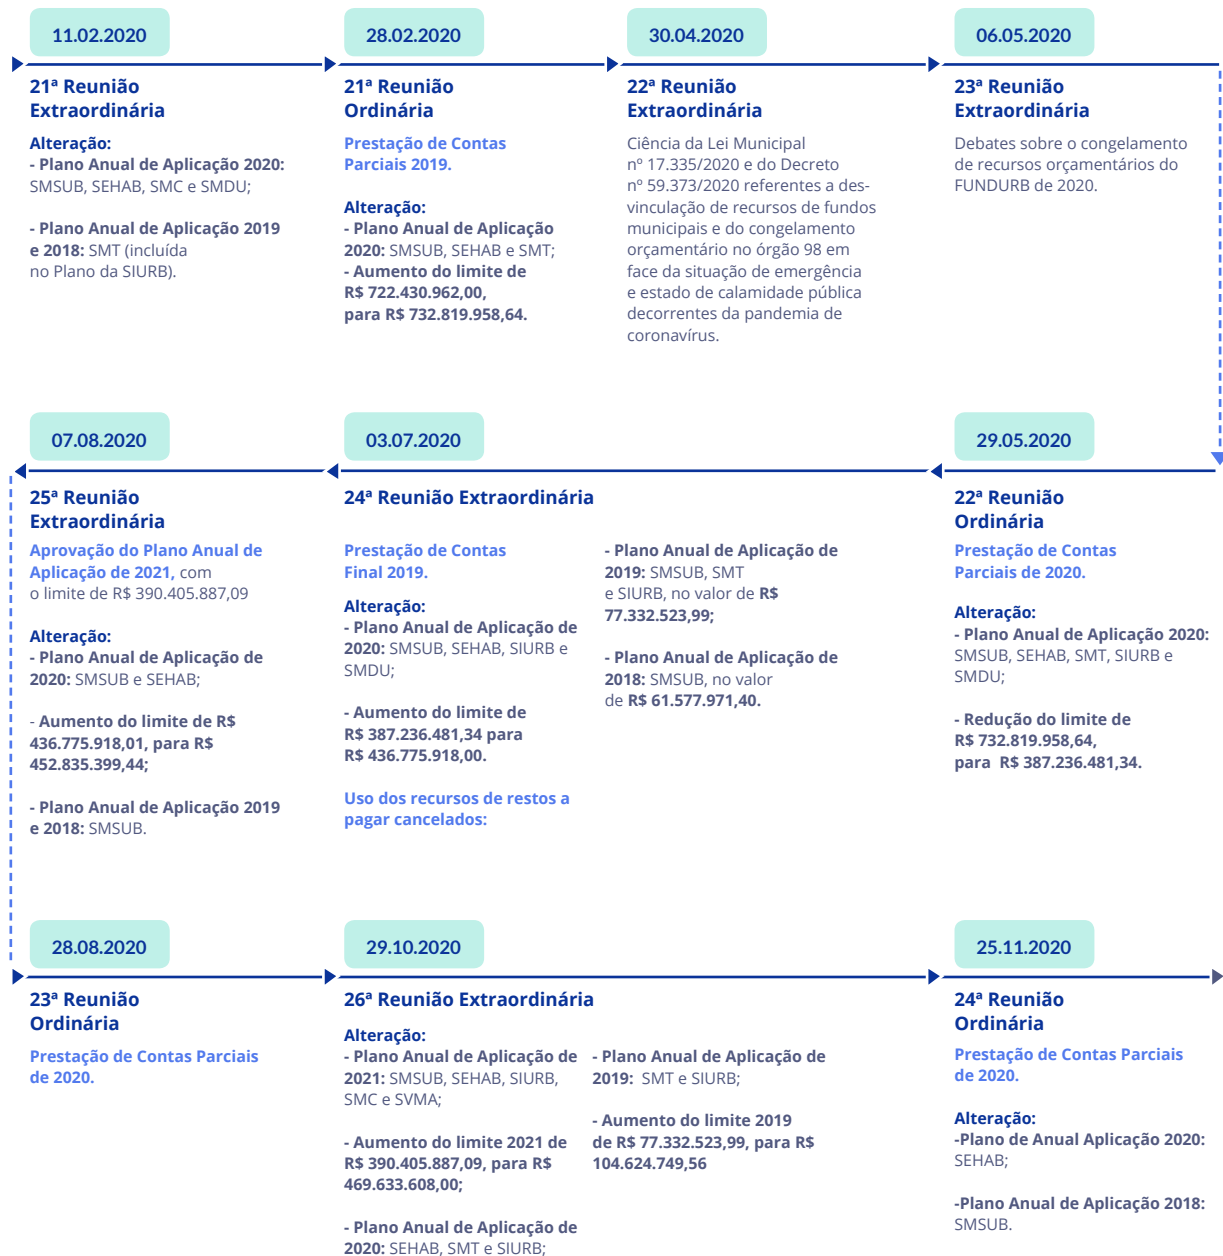 11.02.2020
21ª Reunião
Extraordinária
Alteração:
- Plano Anual de Aplicação 2020:
SMSUB, SEHAB, SMC e SMDU;
- Plano Anual de Aplicação 2019
e 2018: SMT (incluída
no Plano da SIURB).
28.02.2020
21ª Reunião
Ordinária
Prestação de Contas
Parciais 2019.
Alteração:
- Plano Anual de Aplicação
2020: SMSUB, SEHAB e SMT;
- Aumento do limite de
R$ 722.430.962,00,
para R$ 732.819.958,64.
30.04.2020
22ª Reunião
Extraordinária
Ciência da Lei Municipal
nº 17.335/2020 e do Decreto
nº 59.373/2020 referentes a des-
vinculação de recursos de fundos
municipais e do congelamento
orçamentário no órgão 98 em
face da situação de emergência
e estado de calamidade pública
decorrentes da pandemia de
coronavírus.
06.05.2020
23ª Reunião
Extraordinária
Debates sobre o congelamento
de recursos orçamentários do
FUNDURB de 2020.
29.05.2020
22ª Reunião
Ordinária
Prestação de Contas
Parciais de 2020.
Alteração:
- Plano Anual de Aplicação 2020:
SMSUB, SEHAB, SMT, SIURB e
SMDU;
- Redução do limite de
R$ 732.819.958,64,
para R$ 387.236.481,34.
03.07.2020
24ª Reunião Extraordinária
Prestação de Contas
Final 2019.
Alteração:
- Plano Anual de Aplicação de
2020: SMSUB, SEHAB, SIURB e
SMDU;
- Aumento do limite de
R$ 387.236.481,34 para
R$ 436.775.918,00.
Uso dos recursos de restos a
pagar cancelados:
- Plano Anual de Aplicação de
2019: SMSUB, SMT
e SIURB, no valor de R$
77.332.523,99;
- Plano Anual de Aplicação de
2018: SMSUB, no valor
de R$ 61.577.971,40.
07.08.2020
25ª Reunião
Extraordinária
Aprovação do Plano Anual de
Aplicação de 2021, com
o limite de R$ 390.405.887,09
Alteração:
- Plano Anual de Aplicação de
2020: SMSUB e SEHAB;
- Aumento do limite de R$
436.775.918,01, para R$
452.835.399,44;
- Plano Anual de Aplicação 2019
e 2018: SMSUB.
28.08.2020
23ª Reunião
Ordinária
Prestação de Contas Parciais
de 2020.
29.10.2020
26ª Reunião Extraordinária
Alteração:
- Plano Anual de Aplicação de
2021: SMSUB, SEHAB, SIURB,
SMC e SVMA;
- Aumento do limite 2021 de
R$ 390.405.887,09, para R$
469.633.608,00;
- Plano Anual de Aplicação de
2020: SEHAB, SMT e SIURB;
- Plano Anual de Aplicação de
2019: SMT e SIURB;
- Aumento do limite 2019
de R$ 77.332.523,99, para R$
104.624.749,56
25.11.2020
24ª Reunião
Ordinária
Prestação de Contas Parciais
de 2020.
Alteração:
-Plano de Anual Aplicação 2020:
SEHAB;
-Plano Anual de Aplicação 2018:
SMSUB.